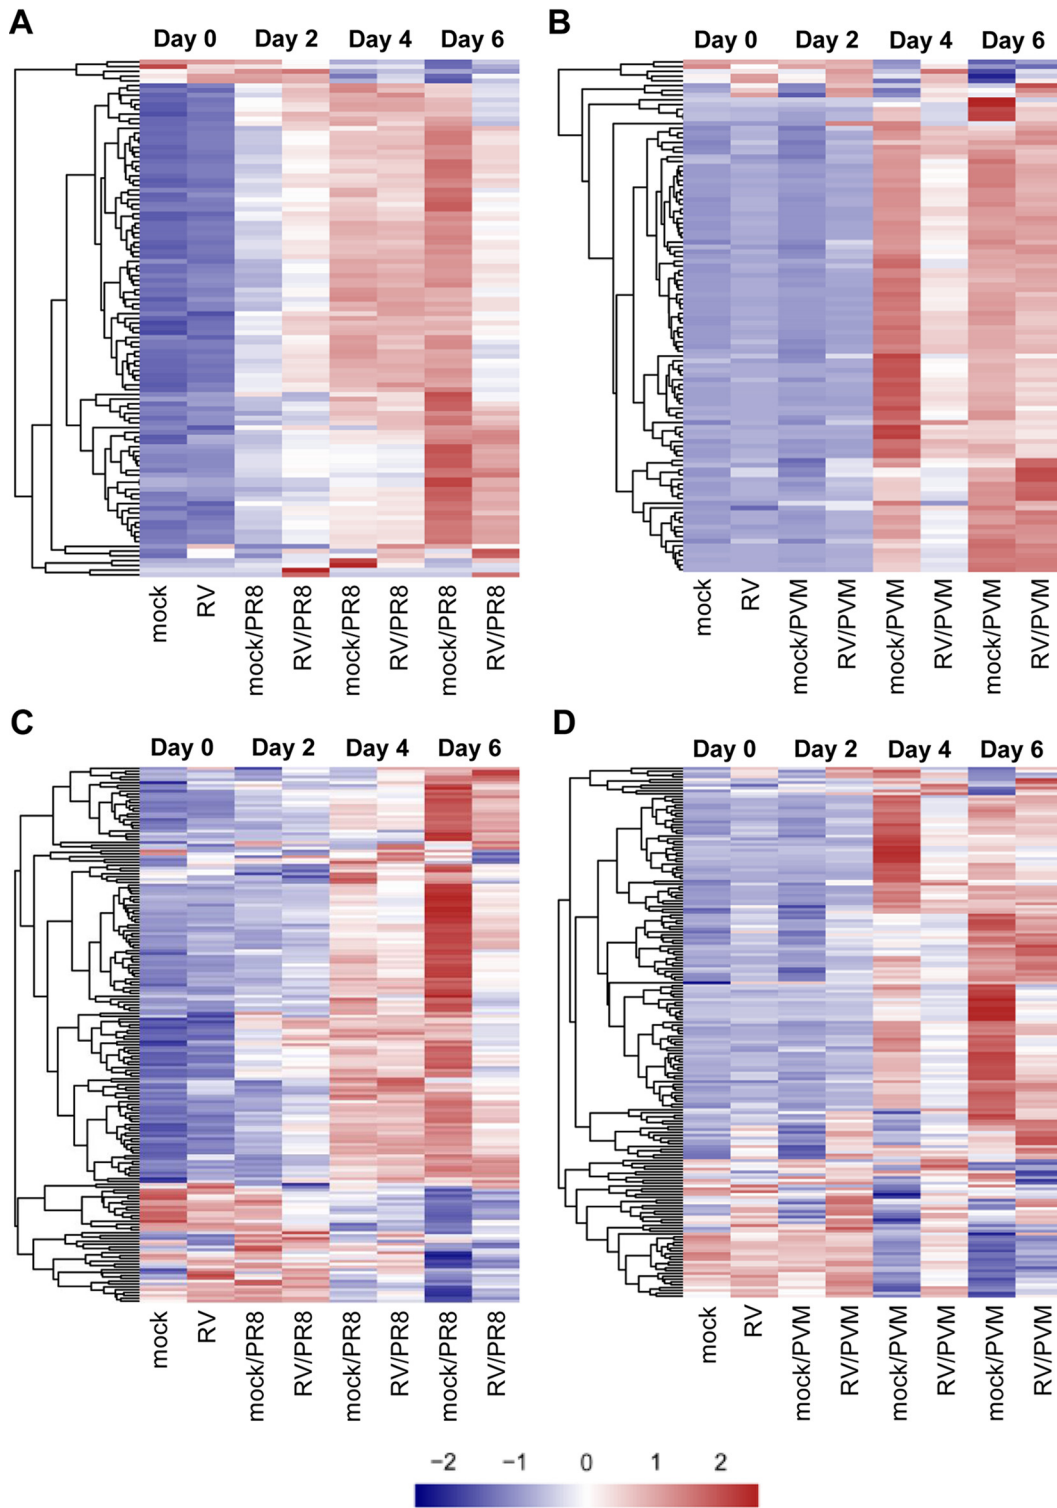 A
B
Day 0 Day 2 Day 4 Day 6
Day 0 Day 2 Day 4 Day 6
mock RV mock/PR8 RV/PR8 mock/PR8 RV/PR8 mock/PR8 RV/PR8
mock RV mock/PVM RV/PVM mock/PVM RV/PVM mock/PVM RV/PVM
C
D
Day 0 Day 2 Day 4 Day 6
Day 0 Day 2 Day 4 Day 6
mock RV mock/PR8 RV/PR8 mock/PR8 RV/PR8 mock/PR8 RV/PR8
mock RV mock/PVM RV/PVM mock/PVM RV/PVM mock/PVM RV/PVM
−2 −1 0 1 2